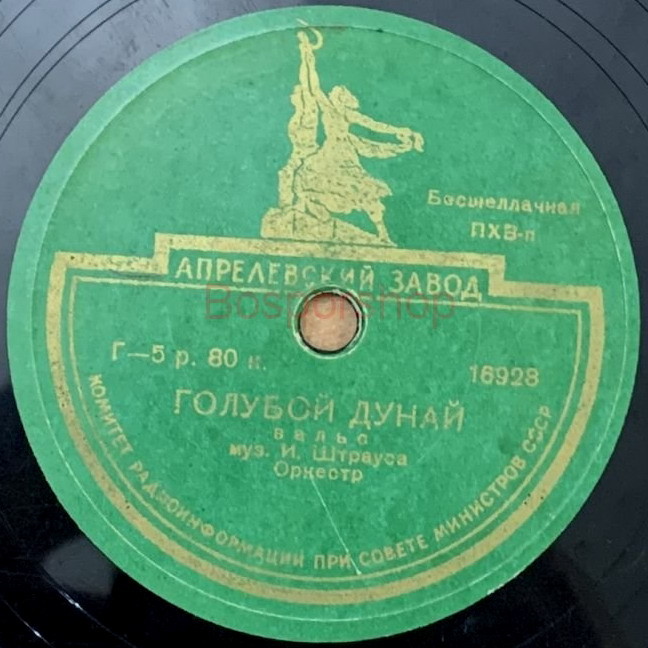 Бесшеллачная
ПХВ-п
АПРЕЛЕВСКИЙ ЗАВОД
Bosporshop
Г—5 р. 80 к.
16928
ГОЛУБОЙ ДУНАЙ
вальс
муз. И. Штрауса
Оркестр
КОМИТЕТ РАДИОИНФОРМАЦИИ ПРИ СОВЕТЕ МИНИСТРОВ СССР